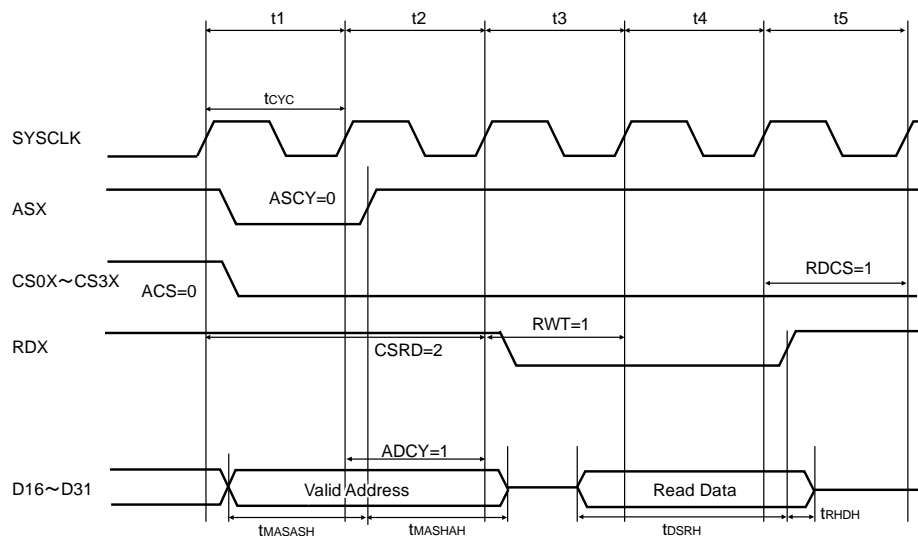 t1 t2 t3 t4 t5
tCYC
SYSCLK
ASX ASCY=0
CS0X～CS3X RDCS=1
ACS=0
RDX RWT=1
CSRD=2
ADCY=1
D16～D31 Valid Address Read Data
tMASASH tMASHAH tDSRH tRHDH